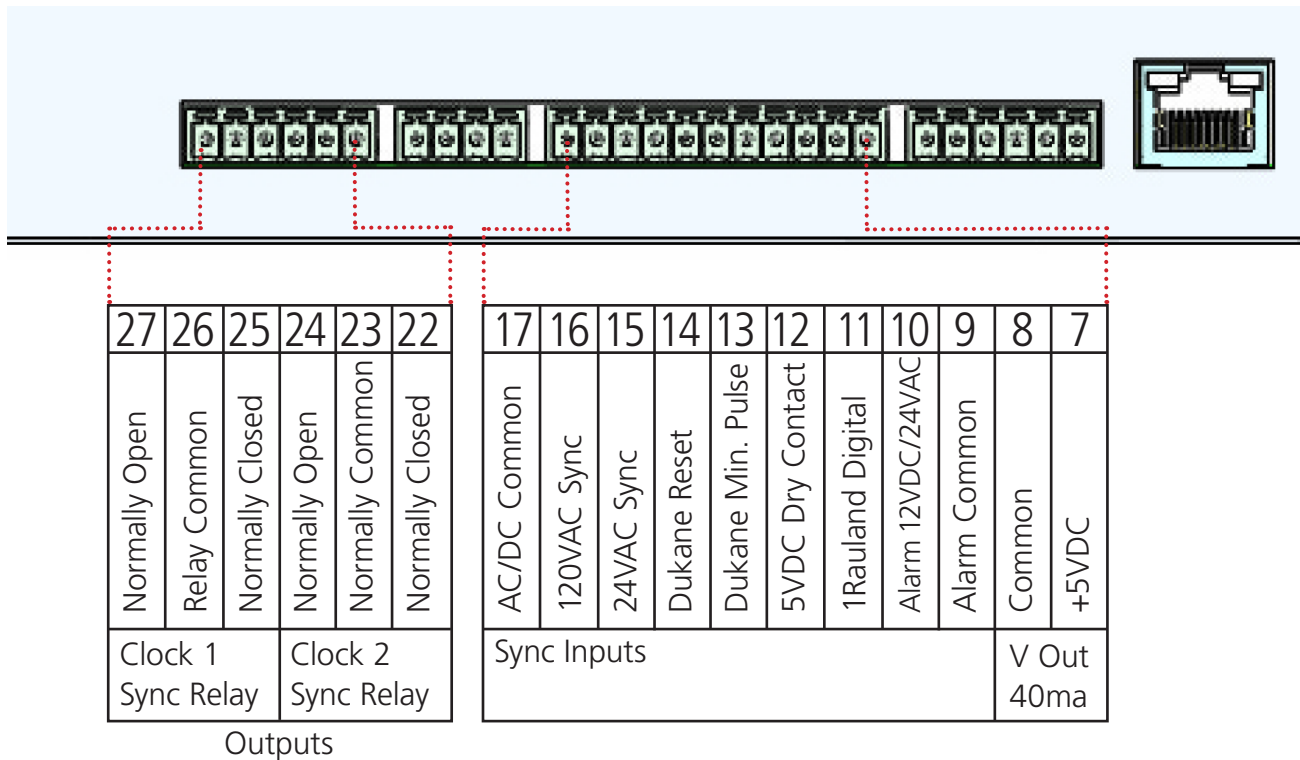 27 26 25 24 23 22
Normally Open
Relay Common
Normally Closed
Normally Open
Normally Common
Normally Closed
Clock 1
Sync Relay
Clock 2
Sync Relay
Outputs
17 16 15 14 13 12 11 10 9 8 7
AC/DC Common
120VAC Sync
24VAC Sync
Dukane Reset
Dukane Min. Pulse
5VDC Dry Contact
1Rauland Digital
Alarm 12VDC/24VAC
Alarm Common
Common
+5VDC
Sync Inputs
V Out
40ma